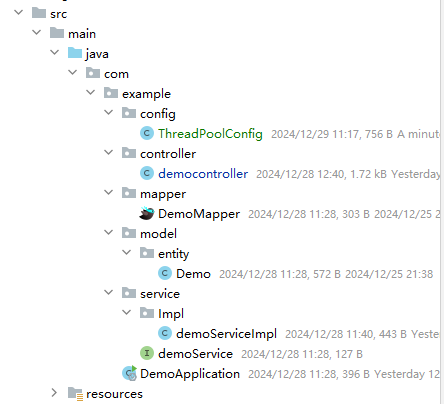 src
main
java
com
example
config
ThreadPoolConfig 2024/12/29 11:17, 756 B A minute
controller
democontroller 2024/12/28 12:40, 1.72 kB Yesterday
mapper
DemoMapper 2024/12/28 11:28, 303 B 2024/12/25 2
model
entity
Demo 2024/12/28 11:28, 572 B 2024/12/25 21:38
service
Impl
demoServiceImpl 2024/12/28 11:40, 443 B Yeste
demoService 2024/12/28 11:28, 127 B
DemoApplication 2024/12/28 11:28, 396 B Yesterday 12
resources